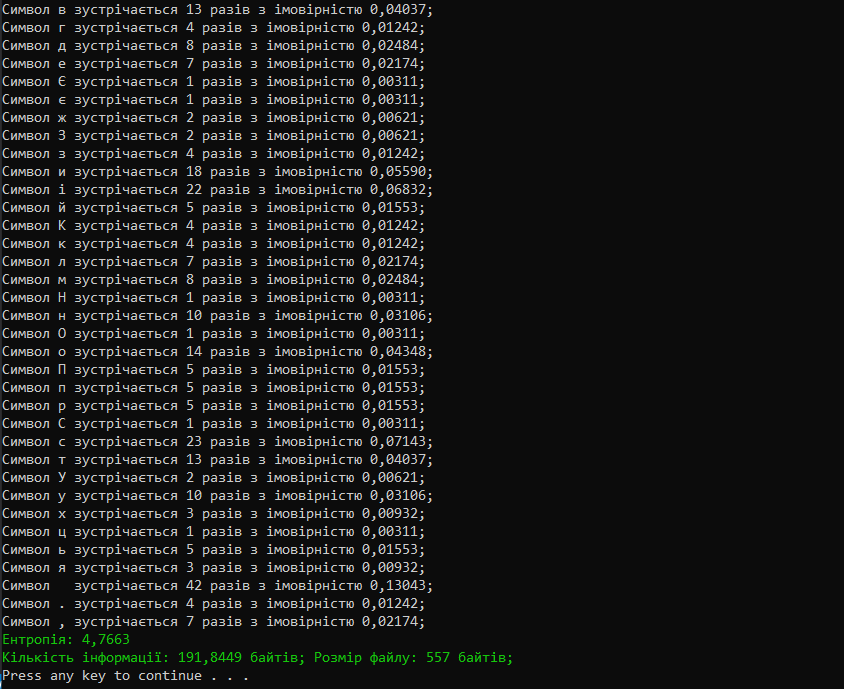 Символ в зустрічається 13 разів з імовірністю 0,04037;
Символ г зустрічається 4 разів з імовірністю 0,01242;
Символ д зустрічається 8 разів з імовірністю 0,02484;
Символ е зустрічається 7 разів з імовірністю 0,02174;
Символ Є зустрічається 1 разів з імовірністю 0,00311;
Символ є зустрічається 1 разів з імовірністю 0,00311;
Символ ж зустрічається 2 разів з імовірністю 0,00621;
Символ З зустрічається 2 разів з імовірністю 0,00621;
Символ з зустрічається 4 разів з імовірністю 0,01242;
Символ и зустрічається 18 разів з імовірністю 0,05590;
Символ і зустрічається 22 разів з імовірністю 0,06832;
Символ й зустрічається 5 разів з імовірністю 0,01553;
Символ К зустрічається 4 разів з імовірністю 0,01242;
Символ к зустрічається 4 разів з імовірністю 0,01242;
Символ л зустрічається 7 разів з імовірністю 0,02174;
Символ м зустрічається 8 разів з імовірністю 0,02484;
Символ Н зустрічається 1 разів з імовірністю 0,00311;
Символ н зустрічається 10 разів з імовірністю 0,03106;
Символ О зустрічається 1 разів з імовірністю 0,00311;
Символ о зустрічається 14 разів з імовірністю 0,04348;
Символ П зустрічається 5 разів з імовірністю 0,01553;
Символ п зустрічається 5 разів з імовірністю 0,01553;
Символ р зустрічається 5 разів з імовірністю 0,01553;
Символ С зустрічається 1 разів з імовірністю 0,00311;
Символ с зустрічається 23 разів з імовірністю 0,07143;
Символ т зустрічається 13 разів з імовірністю 0,04037;
Символ У зустрічається 2 разів з імовірністю 0,00621;
Символ у зустрічається 10 разів з імовірністю 0,03106;
Символ х зустрічається 3 разів з імовірністю 0,00932;
Символ ц зустрічається 1 разів з імовірністю 0,00311;
Символ ь зустрічається 5 разів з імовірністю 0,01553;
Символ я зустрічається 3 разів з імовірністю 0,00932;
Символ   зустрічається 42 разів з імовірністю 0,13043;
Символ . зустрічається 4 разів з імовірністю 0,01242;
Символ , зустрічається 7 разів з імовірністю 0,02174;
Ентропія: 4,7663
Кількість інформації: 191,8449 байтів; Розмір файлу: 557 байтів;
Press any key to continue . . .